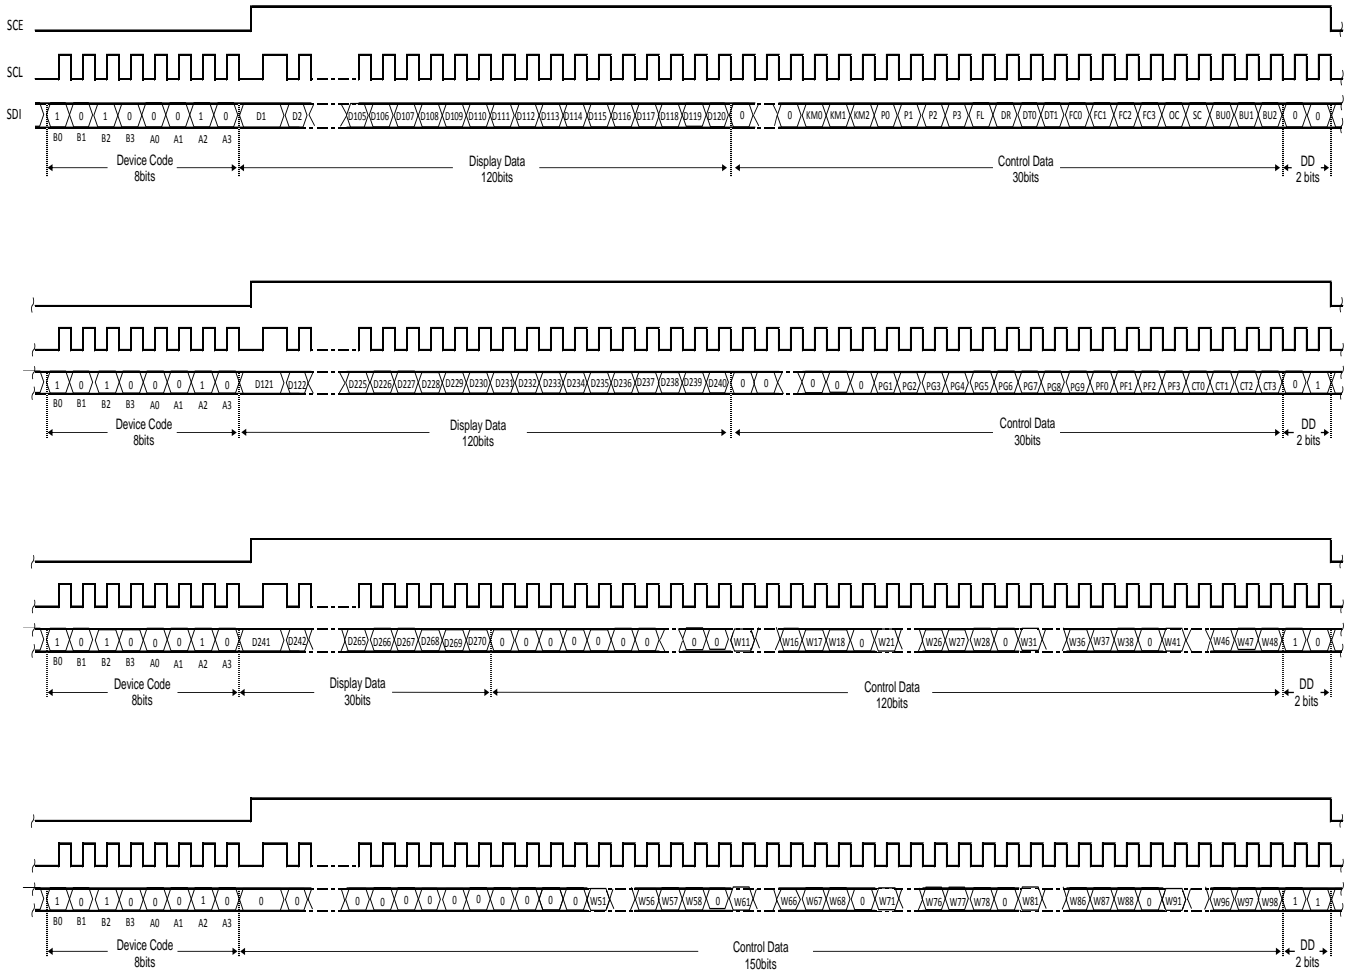 SCE
SCL
SDI 1 0 1 0 0 0 1 0 D1 D2 D105 D106 D107 D108 D109 D110 D111 D112 D113 D114 D115 D116 D117 D118 D119 D120 0 0 KM0 KM1 KM2 P0 P1 P2 P3 FL DR DT0 DT1 FC0 FC1 FC2 FC3 OC SC BU0 BU1 BU2 0 0
B0 B1 B2 B3 A0 A1 A2 A3
Device Code Display Data Control Data DD
8bits 120bits 30bits 2 bits
1 0 1 0 0 0 1 0 D121 D122 D225 D226 D227 D228 D229 D230 D231 D232 D233 D234 D235 D236 D237 D238 D239 D240 0 0 0 0 0 PG1 PG2 PG3 PG4 PG5 PG6 PG7 PG8 PG9 PF0 PF1 PF2 PF3 CT0 CT1 CT2 CT3 0 1
B0 B1 B2 B3 A0 A1 A2 A3
Device Code Display Data Control Data DD
8bits 120bits 30bits 2 bits
1 0 1 0 0 0 1 0 D241 D242 D265 D266 D267 D268 D269 D270 0 0 0 0 0 0 0 0 0 W11 W16 W17 W18 0 W21 W26 W27 W28 0 W31 W36 W37 W38 0 W41 W46 W47 W48 1 0
B0 B1 B2 B3 A0 A1 A2 A3
Device Code Display Data Control Data DD
8bits 30bits 120bits 2 bits
1 0 1 0 0 0 1 0 0 0 0 0 0 0 0 0 0 0 0 0 W51 W56 W57 W58 0 W61 W66 W67 W68 0 W71 W76 W77 W78 0 W81 W86 W87 W88 0 W91 W96 W97 W98 1 1
B0 B1 B2 B3 A0 A1 A2 A3
Device Code Control Data DD
8bits 150bits 2 bits